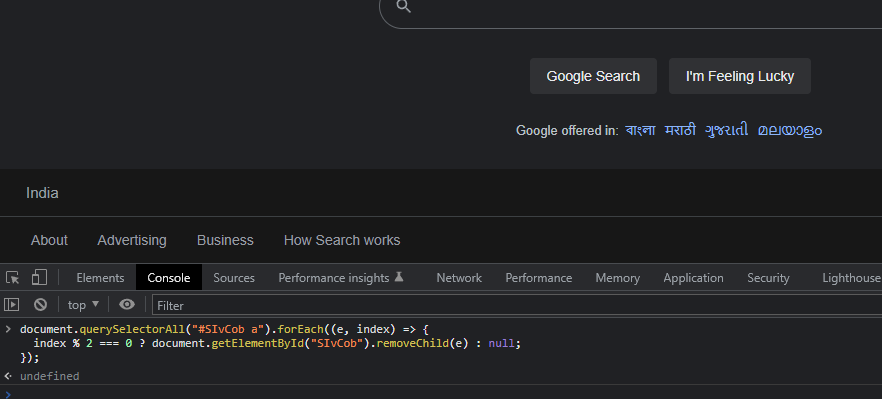 Google Search I'm Feeling Lucky
Google offered in: বাংলা मराठी ગુજરાતી മലയാളം
India
About Advertising Business How Search works
Elements Console Sources Performance insights Network Performance Memory Application Security Lighthouse
top Filter
document.querySelectorAll("#SIvCob a").forEach((e, index) => {
index % 2 === 0 ? document.getElementById("SIvCob").removeChild(e) : null;
});
undefined